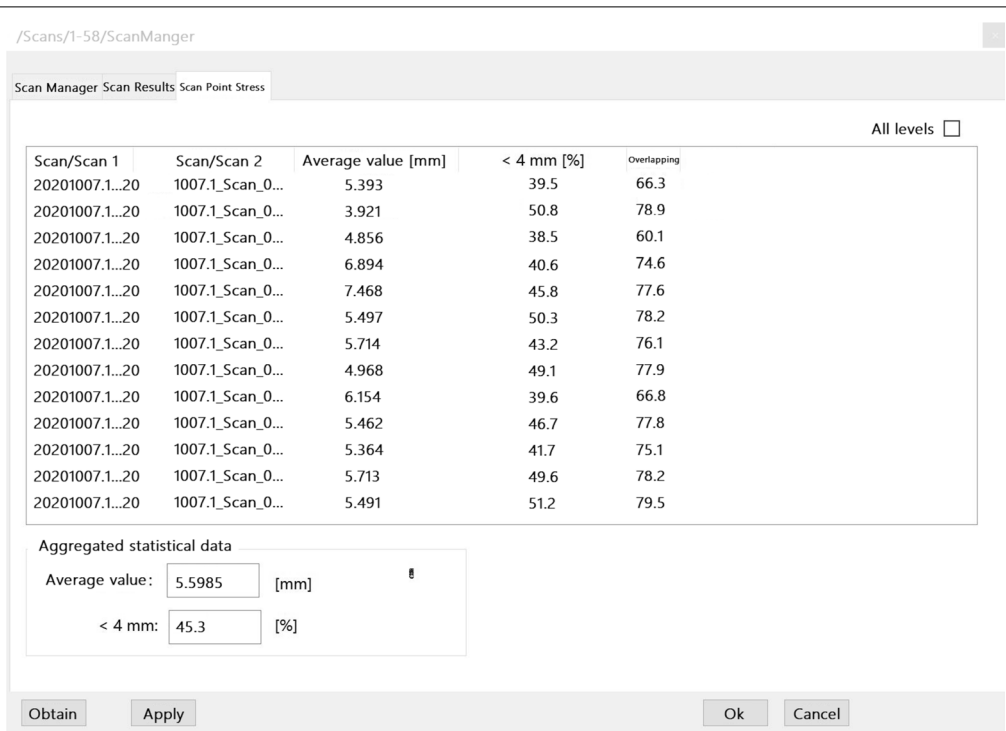 /Scans/1-58/ScanManger
Scan Manager Scan Results Scan Point Stress
All levels
Scan/Scan 1 Scan/Scan 2 Average value [mm] < 4 mm [%] Overlapping
20201007.1...20 1007.1_Scan_0... 5.393 39.5 66.3
20201007.1...20 1007.1_Scan_0... 3.921 50.8 78.9
20201007.1...20 1007.1_Scan_0... 4.856 38.5 60.1
20201007.1...20 1007.1_Scan_0... 6.894 40.6 74.6
20201007.1...20 1007.1_Scan_0... 7.468 45.8 77.6
20201007.1...20 1007.1_Scan_0... 5.497 50.3 78.2
20201007.1...20 1007.1_Scan_0... 5.714 43.2 76.1
20201007.1...20 1007.1_Scan_0... 4.968 49.1 77.9
20201007.1...20 1007.1_Scan_0... 6.154 39.6 66.8
20201007.1...20 1007.1_Scan_0... 5.462 46.7 77.8
20201007.1...20 1007.1_Scan_0... 5.364 41.7 75.1
20201007.1...20 1007.1_Scan_0... 5.713 49.6 78.2
20201007.1...20 1007.1_Scan_0... 5.491 51.2 79.5
Aggregated statistical data
Average value: 5.5985 [mm]
< 4 mm: 45.3 [%]
Obtain Apply Ok Cancel